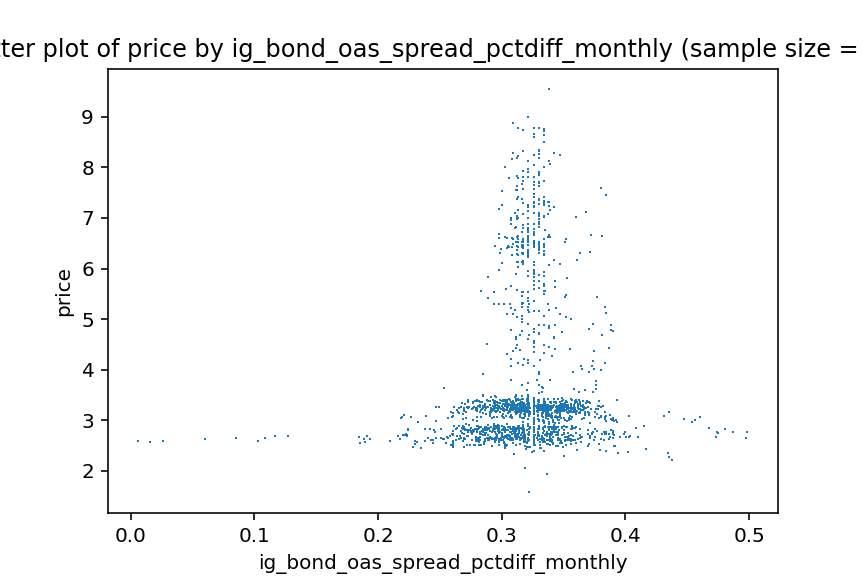 tter plot of price by ig_bond_oas_spread_pctdiff_monthly (sample size =
9
8
7
6
5
4
3
2
price
0.0 0.1 0.2 0.3 0.4 0.5
ig_bond_oas_spread_pctdiff_monthly